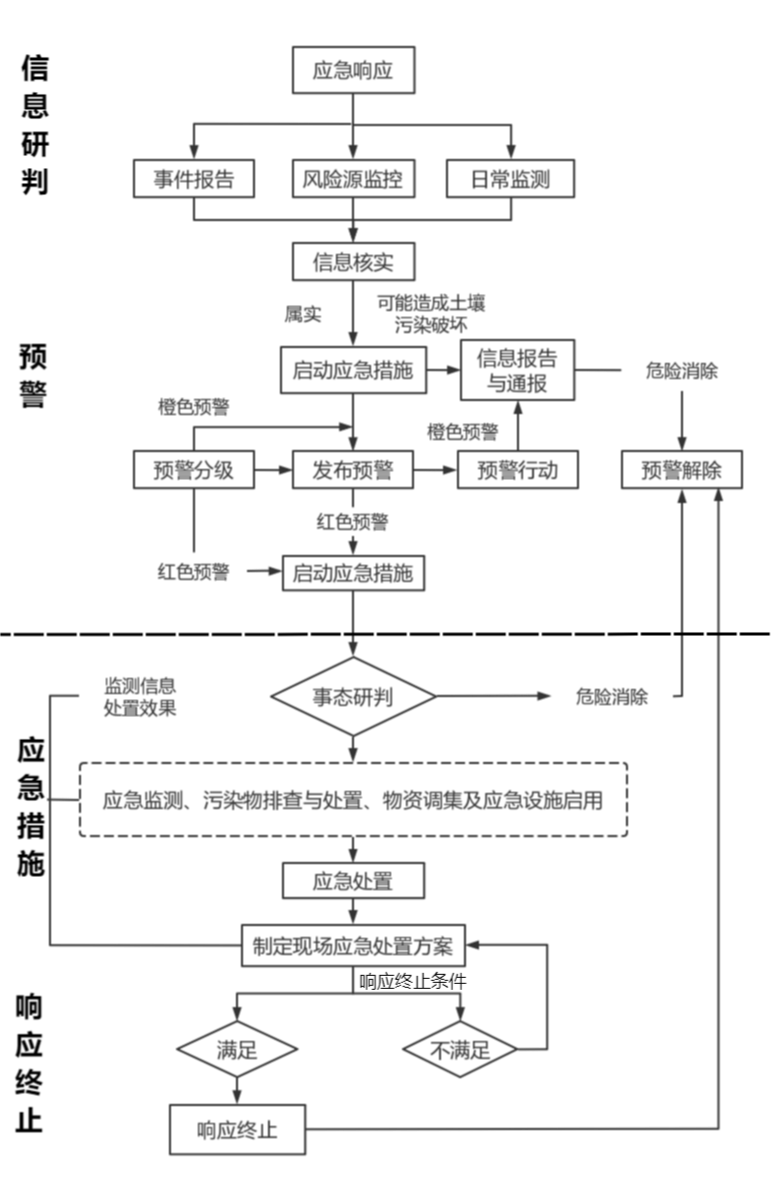 信息研判
应急响应
事件报告
风险源监控
日常监测
信息核实
属实
可能造成土壤
污染破坏
预警
启动应急措施
信息报告
与通报
危险消除
橙色预警
橙色预警
预警分级
发布预警
预警行动
预警解除
红色预警
红色预警
启动应急措施
应急措施
监测信息
处置效果
事态研判
危险消除
应急监测、污染物排查与处置、物资调集及应急设施启用
应急处置
制定现场应急处置方案
响应终止
响应终止条件
满足
不满足
响应终止